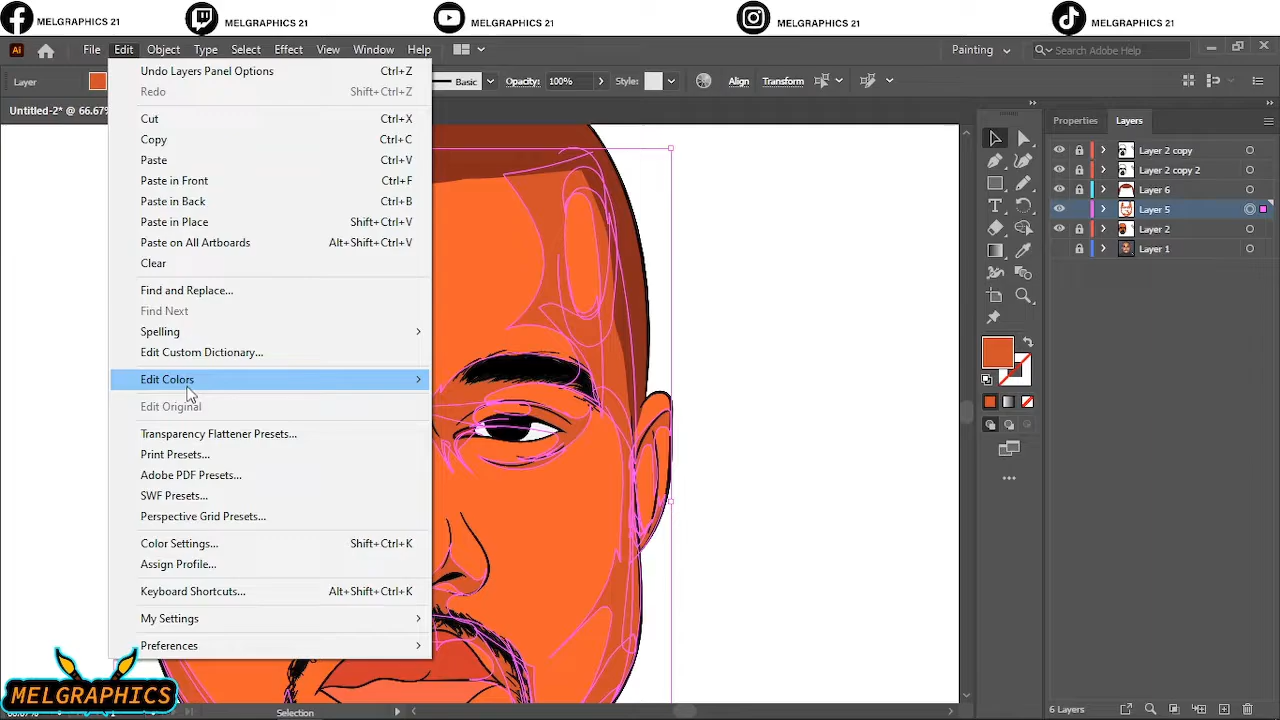 MELGRAPHICS 21 MELGRAPHICS 21 MELGRAPHICS 21 MELGRAPHICS 21 MELGRAPHICS 21
Ai File Edit Object Type Select Effect View Window Help Painting Search Adobe Help
Layer Basic Opacity: 100% Style: Align Transform
Untitled-2* @ 66.67%
Undo Layers Panel Options Ctrl+Z
Redo Shift+Ctrl+Z
Cut Ctrl+X
Copy Ctrl+C
Paste Ctrl+V
Paste in Front Ctrl+F
Paste in Back Ctrl+B
Paste in Place Shift+Ctrl+V
Paste on All Artboards Alt+Shift+Ctrl+V
Clear
Find and Replace...
Find Next
Spelling
Edit Custom Dictionary...
Edit Colors
Edit Original
Transparency Flattener Presets...
Print Presets...
Adobe PDF Presets...
SWF Presets...
Perspective Grid Presets...
Color Settings... Shift+Ctrl+K
Assign Profile...
Keyboard Shortcuts... Alt+Shift+Ctrl+K
My Settings
Preferences
Properties Layers
Layer 2 copy
Layer 2 copy 2
Layer 6
Layer 5
Layer 2
Layer 1
MELGRAPHICS
Selection
6 Layers